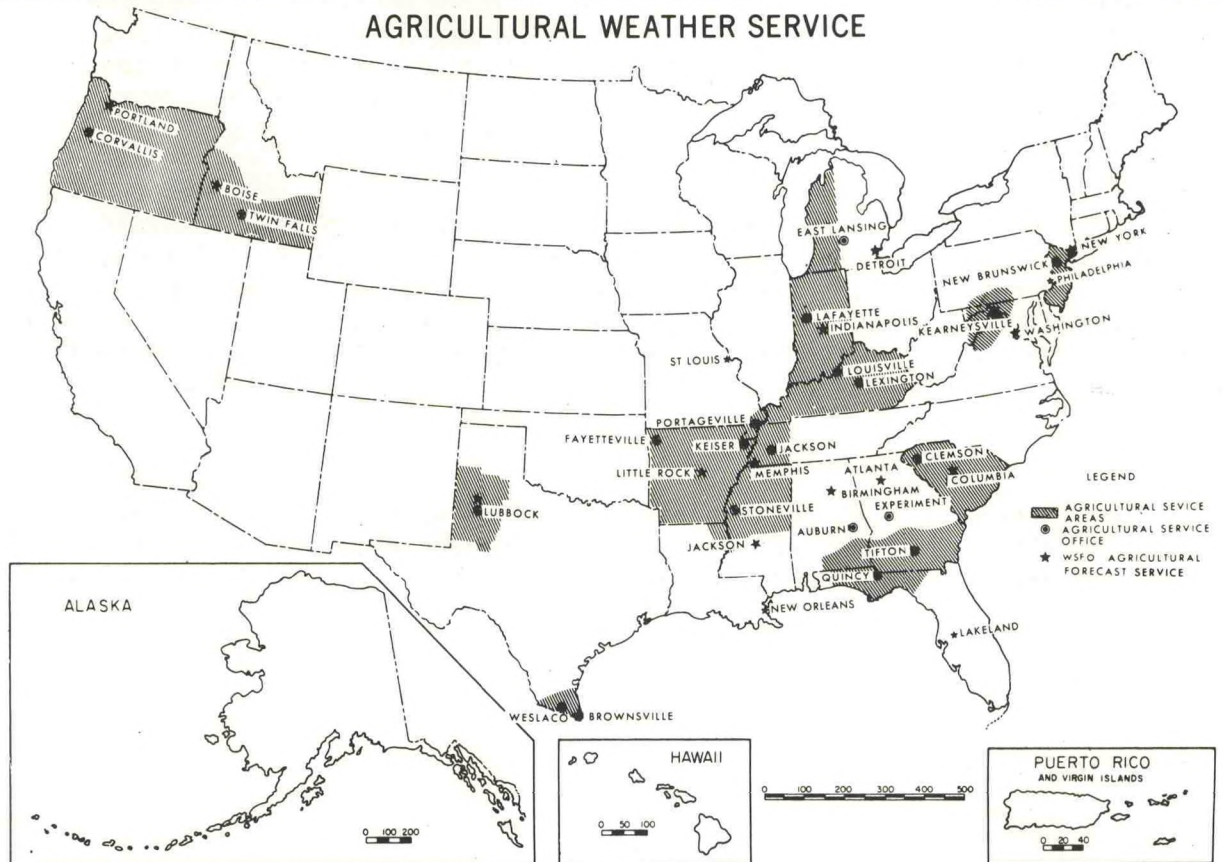 AGRICULTURAL WEATHER SERVICE
PORTLAND
CORVALLIS
BOISE
TWIN FALLS
EAST LANSING
DETROIT
NEW YORK
NEW BRUNSWICK
PHILADELPHIA
LAFAYETTE
INDIANAPOLIS
KEARNEYSVILLE
WASHINGTON
ST LOUIS
LOUISVILLE
LEXINGTON
PORTAGEVILLE
FAYETTEVILLE
KEISER
JACKSON
LITTLE ROCK
MEMPHIS
ATLANTA
CLEMSON
COLUMBIA
BIRMINGHAM
EXPERIMENT
LUBBOCK
STONEVILLE
AUBURN
JACKSON
TIFTON
QUINCY
NEW ORLEANS
LAKELAND
WESLACO
BROWNSVILLE
LEGEND
AGRICULTURAL SEVICE
AREAS
AGRICULTURAL SERVICE
OFFICE
WSFO AGRICULTURAL
FORECAST SERVICE
ALASKA
0 100 200
HAWAII
0 50 100
0 100 200 300 400 500
PUERTO RICO
AND VIRGIN ISLANDS
0 20 40